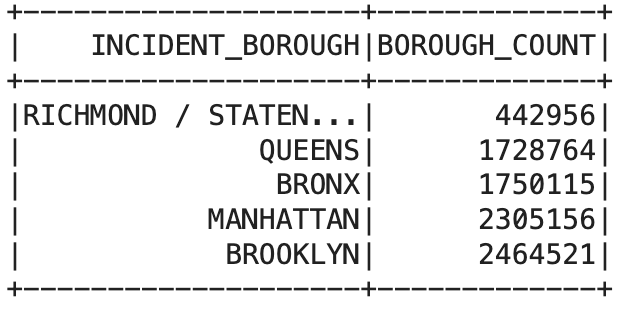 +--------------------+-------------+
|    INCIDENT_BOROUGH|BOROUGH_COUNT|
+--------------------+-------------+
|RICHMOND / STATEN...|       442956|
|              QUEENS|      1728764|
|               BRONX|      1750115|
|           MANHATTAN|      2305156|
|            BROOKLYN|      2464521|
+--------------------+-------------+